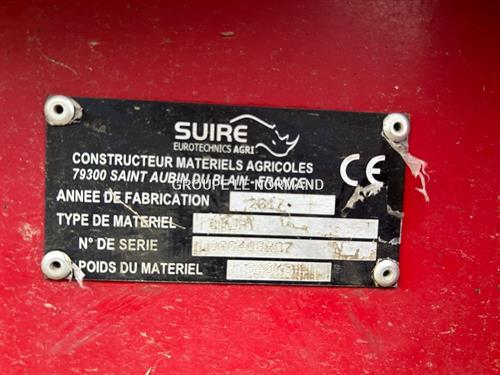 SUIRE
EUROTECHNICS AGRI
CONSTRUCTEUR MATERIELS AGRICOLES
79300 SAINT AUBIN DU PLAIN - FRANCE
GROUPE LE NORMAND
ANNEE DE FABRICATION
TYPE DE MATERIEL
N° DE SERIE
POIDS DU MATERIEL
CE